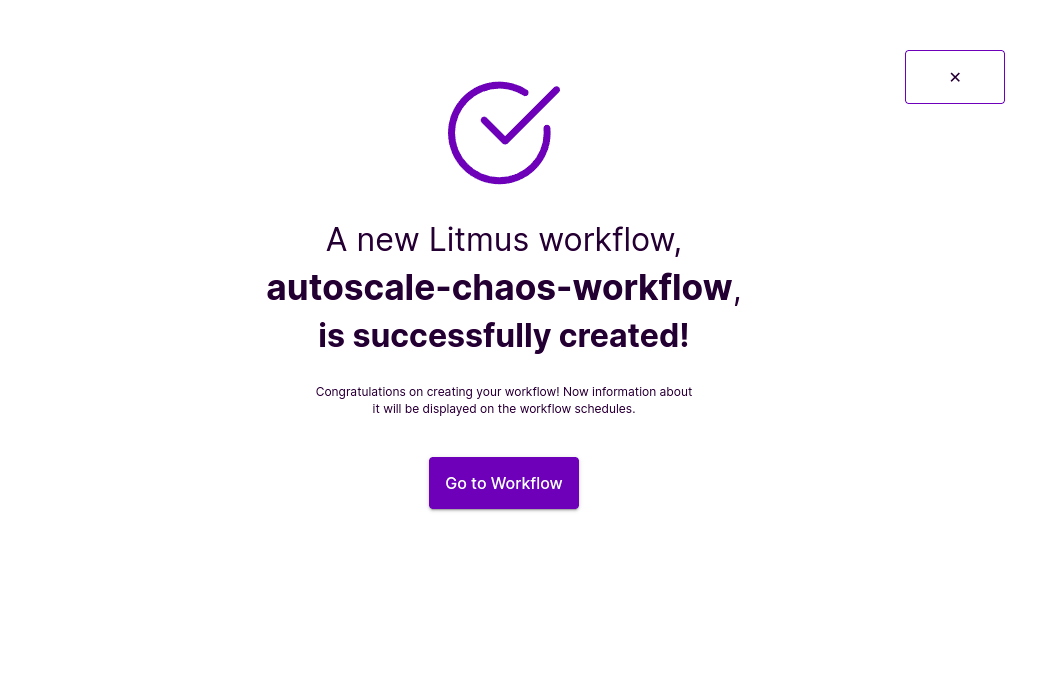 ×
A new Litmus workflow,
autoscale-chaos-workflow,
is successfully created!
Congratulations on creating your workflow! Now information about
it will be displayed on the workflow schedules.
Go to Workflow